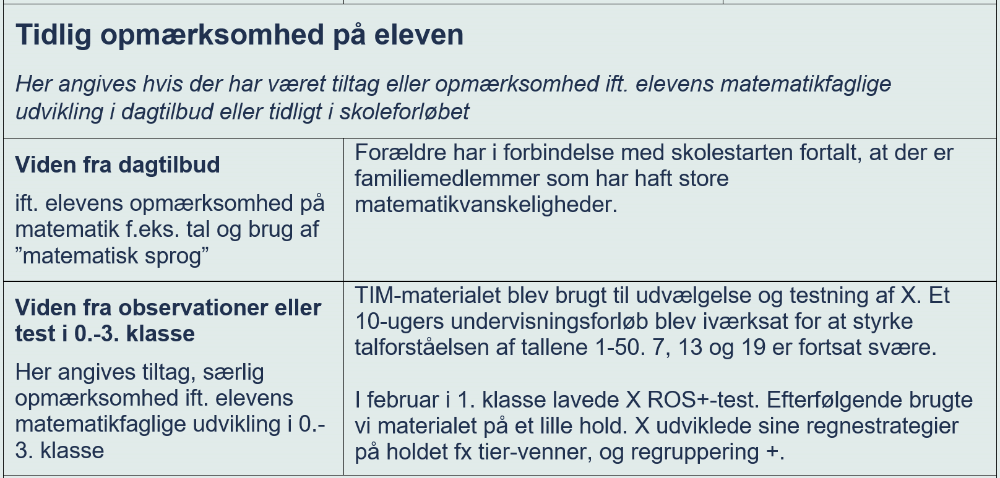 Tidlig opmærksomhed på eleven
Her angives hvis der har været tiltag eller opmærksomhed ift. elevens matematikfaglige
udvikling i dagtilbud eller tidligt i skoleforløbet
Viden fra dagtilbud
ift. elevens opmærksomhed på
matematik f.eks. tal og brug af
”matematisk sprog”
Forældre har i forbindelse med skolestarten fortalt, at der er
familiemedlemmer som har haft store
matematikvanskeligheder.
Viden fra observationer eller
test i 0.-3. klasse
Her angives tiltag, særlig
opmærksomhed ift. elevens
matematikfaglige udvikling i 0.-
3. klasse
TIM-materialet blev brugt til udvælgelse og testning af X. Et
10-ugers undervisningsforløb blev iværksat for at styrke
talforståelsen af tallene 1-50. 7, 13 og 19 er fortsat svære.
I februar i 1. klasse lavede X ROS+-test. Efterfølgende brugte
vi materialet på et lille hold. X udviklede sine regnestrategier
på holdet fx tier-venner, og regruppering +.